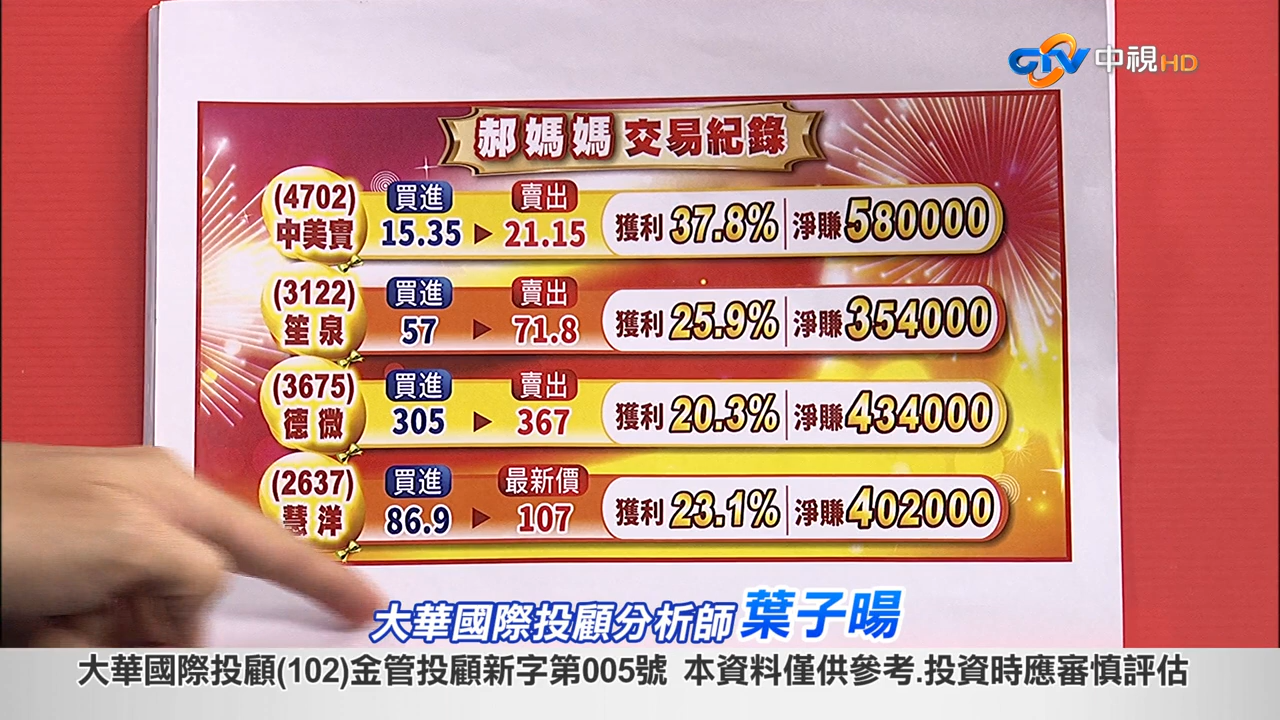 CTV中視HD
郝媽媽 交易紀錄
(4702) 中美實 買進 15.35 賣出 21.15 獲利 37.8% 淨賺 580000
(3122) 笙泉 買進 57 賣出 71.8 獲利 25.9% 淨賺 354000
(3675) 德微 買進 305 賣出 367 獲利 20.3% 淨賺 434000
(2637) 慧洋 買進 86.9 最新價 107 獲利 23.1% 淨賺 402000
大華國際投顧分析師 葉子暘
大華國際投顧(102)金管投顧新字第005號 本資料僅供參考.投資時應審慎評估